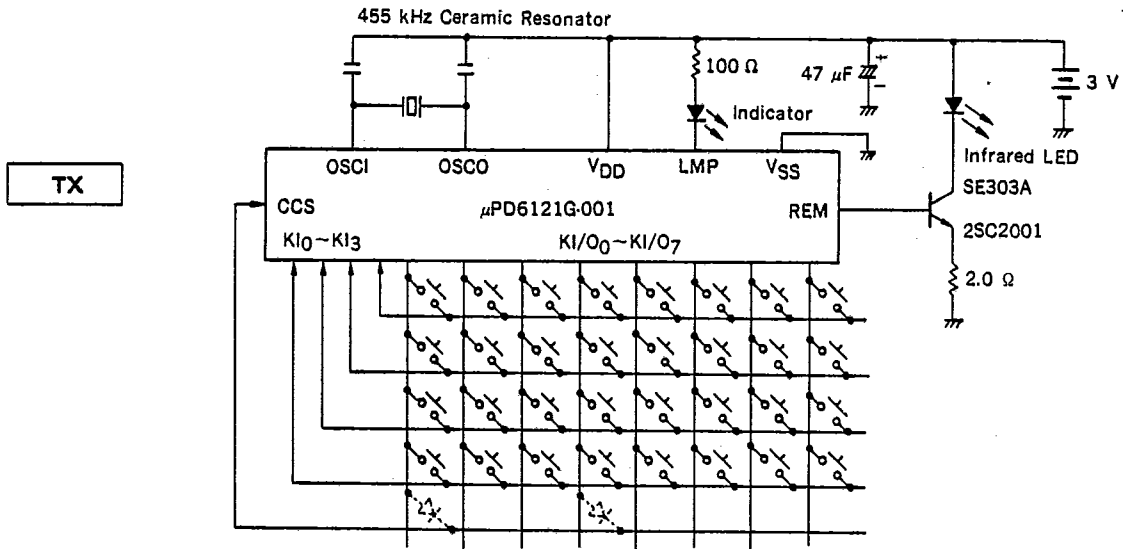 455 kHz Ceramic Resonator
100 Ω
47 μF
+
−
3 V
Indicator
Infrared LED
SE303A
2SC2001
2.0 Ω
TX
OSCI OSCO VDD LMP VSS
CCS μPD6121G-001 REM
KI0~KI3 KI/O0~KI/O7